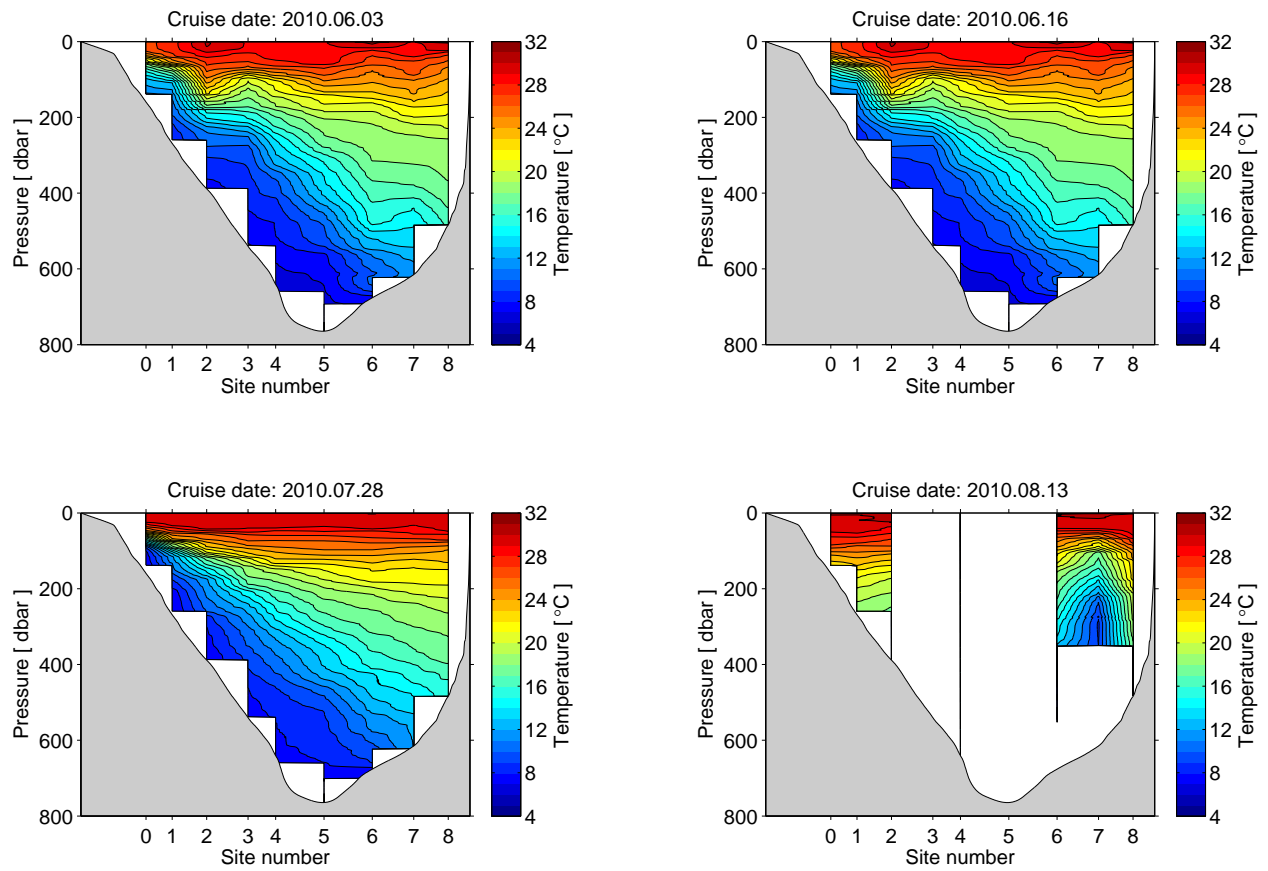 Cruise date: 2010.06.03
0
200
400
600
800
Pressure [ dbar ]
0 1 2 3 4 5 6 7 8
Site number
32
28
24
20
16
12
8
4
Temperature [ °C ]
Cruise date: 2010.06.16
0
200
400
600
800
Pressure [ dbar ]
0 1 2 3 4 5 6 7 8
Site number
32
28
24
20
16
12
8
4
Temperature [ °C ]
Cruise date: 2010.07.28
0
200
400
600
800
Pressure [ dbar ]
0 1 2 3 4 5 6 7 8
Site number
32
28
24
20
16
12
8
4
Temperature [ °C ]
Cruise date: 2010.08.13
0
200
400
600
800
Pressure [ dbar ]
0 1 2 3 4 5 6 7 8
Site number
32
28
24
20
16
12
8
4
Temperature [ °C ]